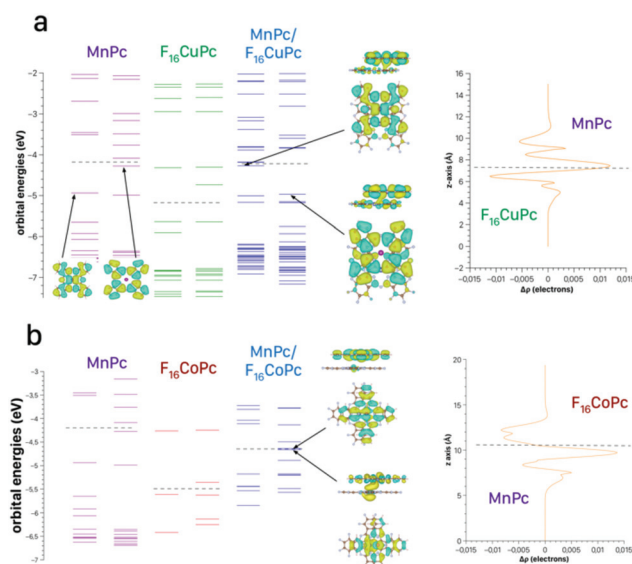 a
MnPc
F₁₆CuPc
MnPc/
F₁₆CuPc
orbital energies (eV)
−2
−3
−4
−5
−6
−7
z-axis (Å)
16
14
12
10
8
6
4
2
0
−2
MnPc
F₁₆CuPc
−0,015
−0,01
−0,005
0
0,005
0,01
0,015
Δρ (electrons)
b
MnPc
F₁₆CoPc
MnPc/
F₁₆CoPc
orbital energies (eV)
−3
−3.5
−4
−4.5
−5
−5.5
−6
−6.5
−7
z axis (Å)
20
15
10
5
0
F₁₆CoPc
MnPc
−0,015
−0,01
−0,005
0
0,005
0,01
0,015
Δρ (electrons)